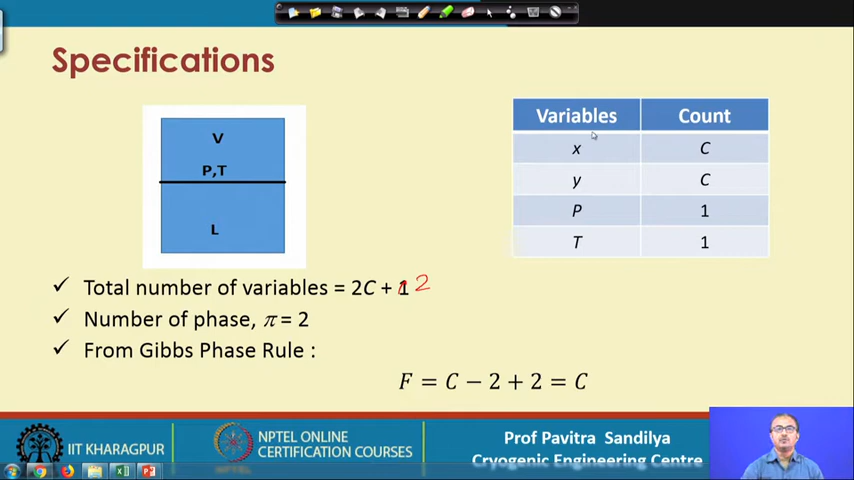 Specifications
V
P,T
L
Variables Count
x C
y C
P 1
T 1
✓ Total number of variables = 2C + 1 2
✓ Number of phase, π = 2
✓ From Gibbs Phase Rule :
F = C − 2 + 2 = C
IIT KHARAGPUR
NPTEL ONLINE
CERTIFICATION COURSES
Prof Pavitra Sandilya
Cryogenic Engineering Centre